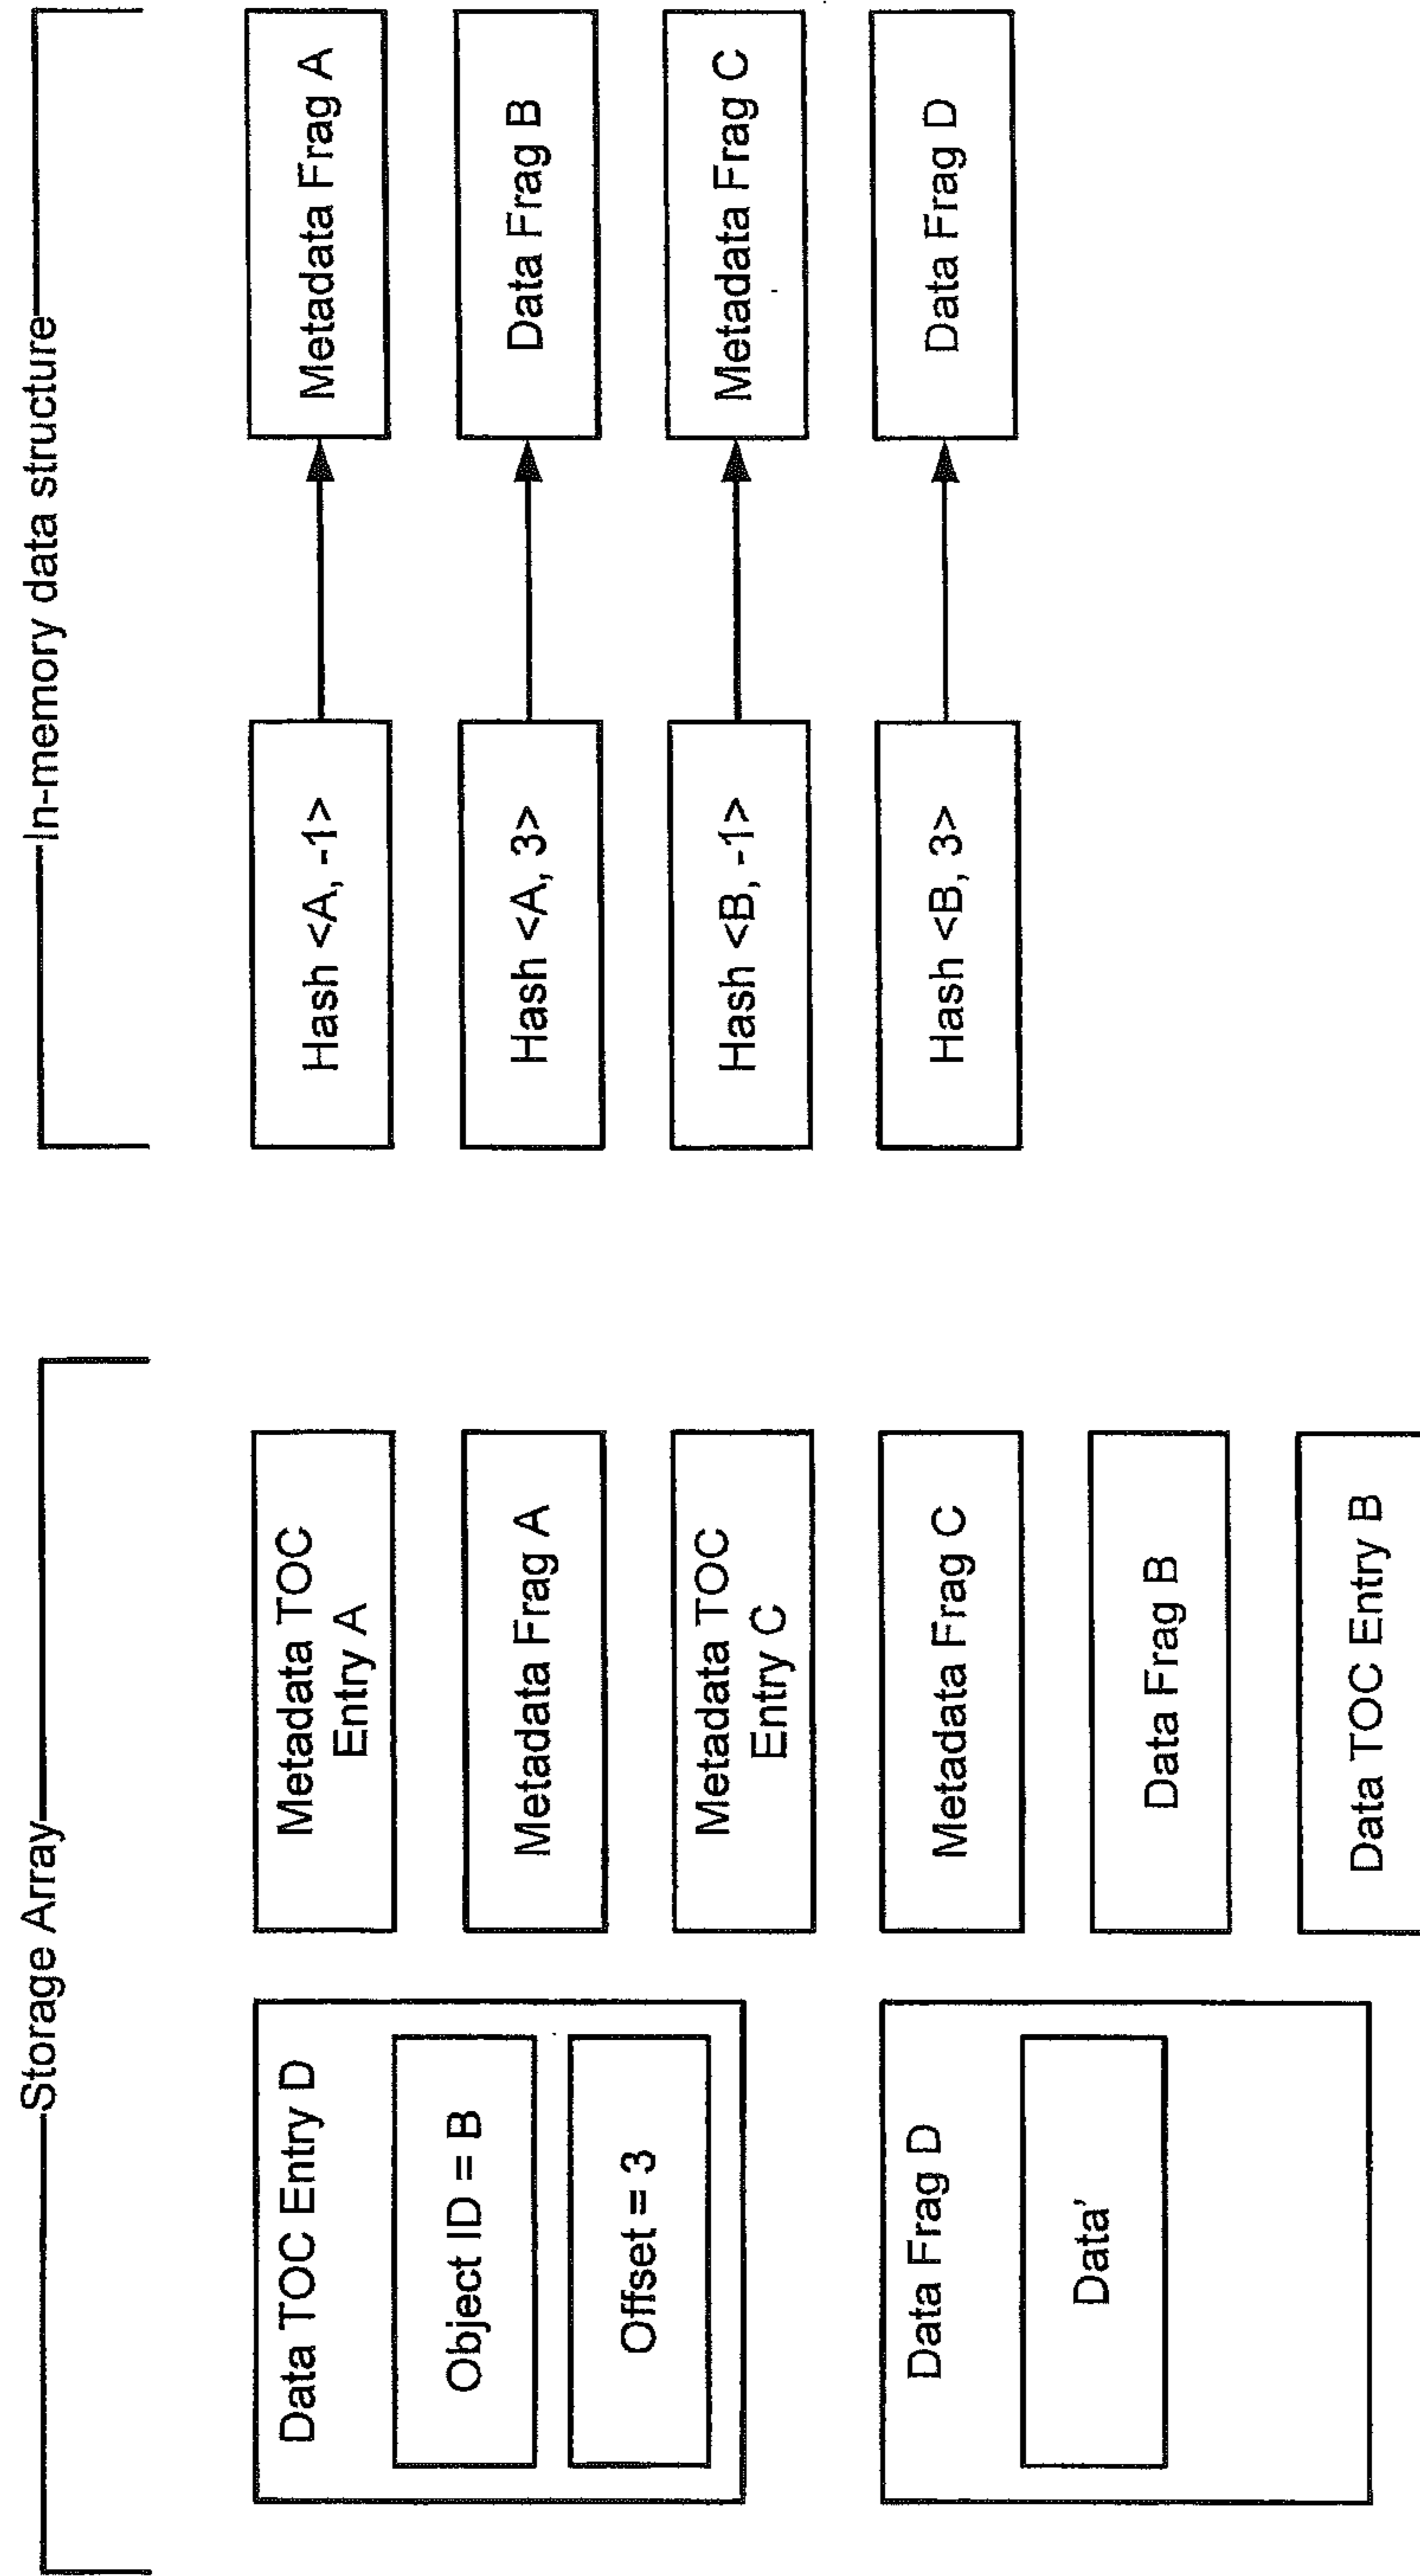 Storage Array
Data TOC Entry D
Object ID = B
Offset = 3
Data Frag D
Data'
Metadata TOC
Entry A
Metadata Frag A
Metadata TOC
Entry C
Metadata Frag C
Data Frag B
Data TOC Entry B
In-memory data structure
Hash <A, -1>
Metadata Frag A
Hash <A, 3>
Data Frag B
Hash <B, -1>
Metadata Frag C
Hash <B, 3>
Data Frag D